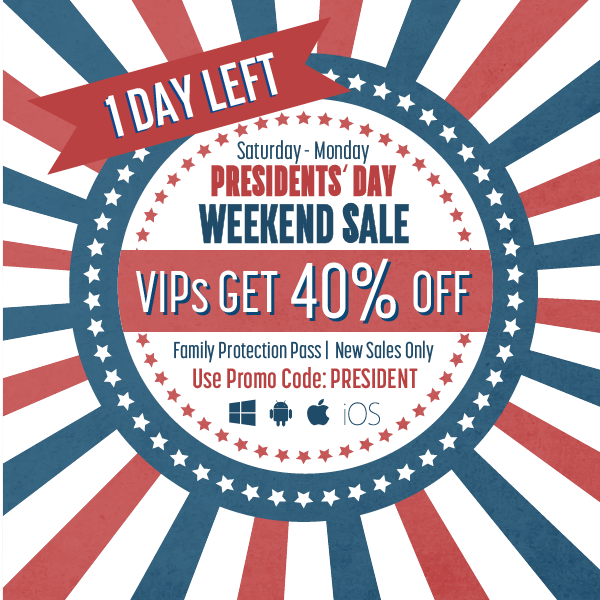 1 DAY LEFT
Saturday - Monday
PRESIDENTS' DAY
WEEKEND SALE
VIPs GET 40% OFF
Family Protection Pass | New Sales Only
Use Promo Code: PRESIDENT
iOS